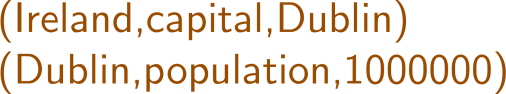 (Ireland,capital,Dublin)
(Dublin,population,1000000)